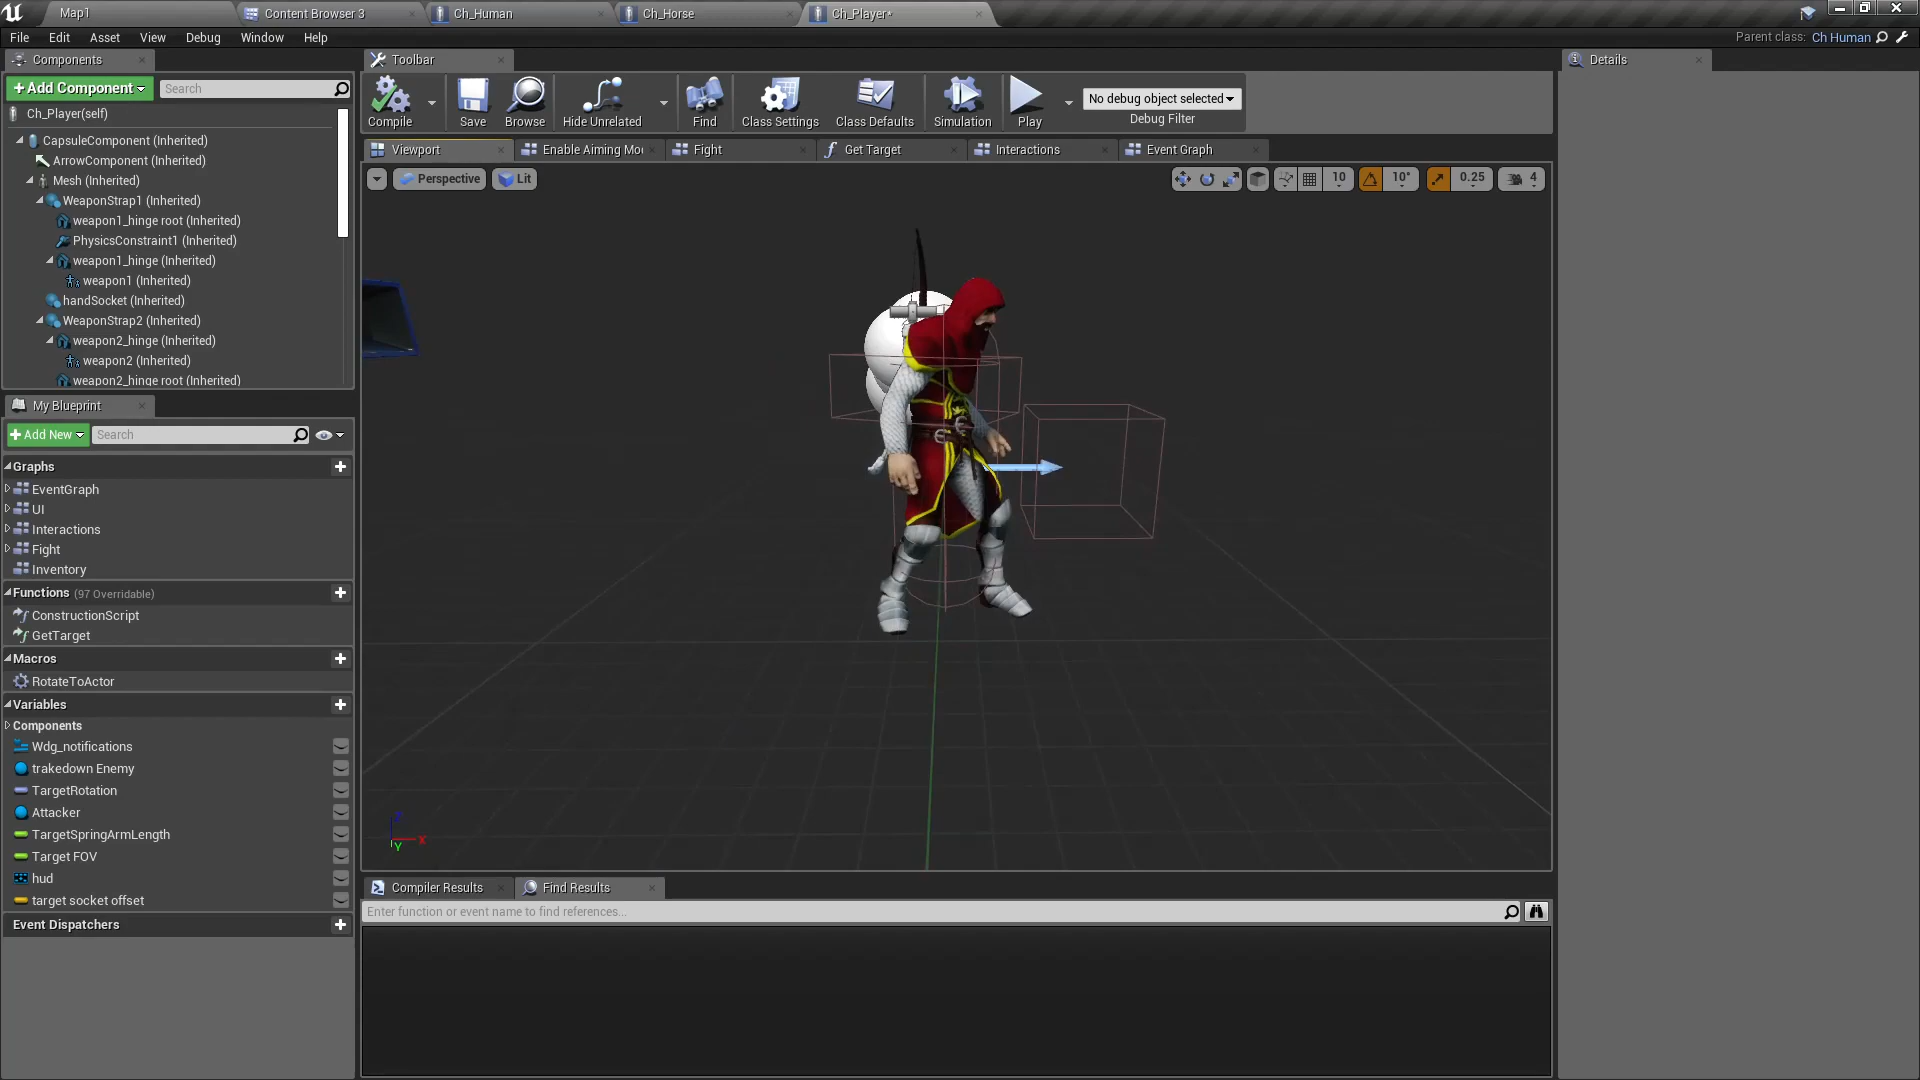 Map1
Content Browser 3
Ch_Human
Ch_Horse
Ch_Player*
File Edit Asset View Debug Window Help
Parent class: Ch Human
Components
Toolbar
Details
Add Component
Search
Ch_Player(self)
CapsuleComponent (Inherited)
ArrowComponent (Inherited)
Mesh (Inherited)
WeaponStrap1 (Inherited)
weapon1_hinge root (Inherited)
PhysicsConstraint1 (Inherited)
weapon1_hinge (Inherited)
weapon1 (Inherited)
handSocket (Inherited)
WeaponStrap2 (Inherited)
weapon2_hinge (Inherited)
weapon2 (Inherited)
weapon2_hinge root (Inherited)
Compile
Save
Browse
Hide Unrelated
Find
Class Settings
Class Defaults
Simulation
Play
No debug object selected
Debug Filter
Viewport
Enable Aiming Mo
Fight
Get Target
Interactions
Event Graph
Perspective
Lit
10
10°
0.25
4
My Blueprint
Add New
Search
Graphs
EventGraph
UI
Interactions
Fight
Inventory
Functions (97 Overridable)
ConstructionScript
GetTarget
Macros
RotateToActor
Variables
Components
Wdg_notifications
trakedown Enemy
TargetRotation
Attacker
TargetSpringArmLength
Target FOV
hud
target socket offset
Event Dispatchers
Z
X
Y
Compiler Results
Find Results
Enter function or event name to find references...